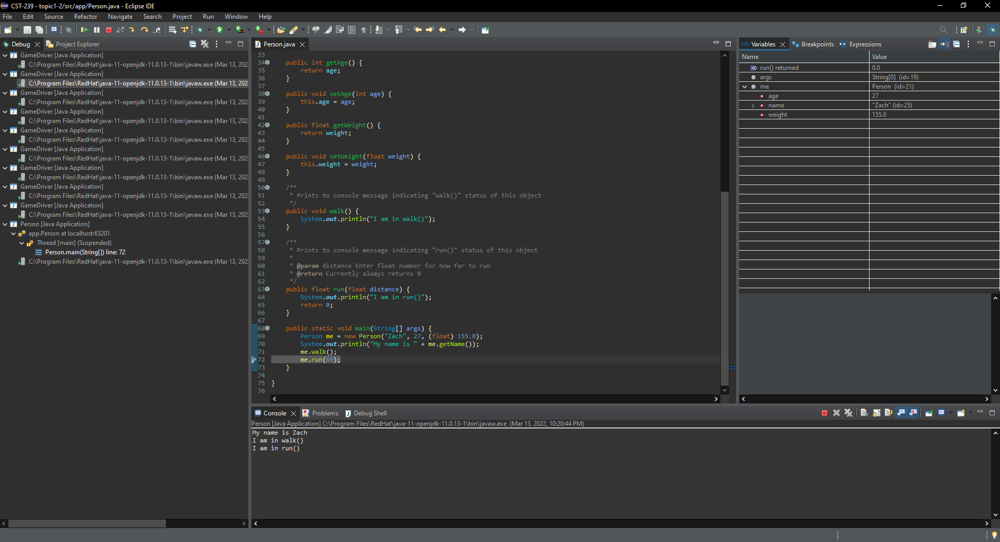 CST-239 - topic1-2/src/app/Person.java - Eclipse IDE
File Edit Source Refactor Navigate Search Project Run Window Help
Debug Project Explorer
GameDriver [Java Application]
C:\Program Files\RedHat\java-11-openjdk-11.0.13-1\bin\javaw.exe (Mar 13, 202
GameDriver [Java Application]
C:\Program Files\RedHat\java-11-openjdk-11.0.13-1\bin\javaw.exe (Mar 13, 202
GameDriver [Java Application]
C:\Program Files\RedHat\java-11-openjdk-11.0.13-1\bin\javaw.exe (Mar 13, 202
GameDriver [Java Application]
C:\Program Files\RedHat\java-11-openjdk-11.0.13-1\bin\javaw.exe (Mar 13, 202
GameDriver [Java Application]
C:\Program Files\RedHat\java-11-openjdk-11.0.13-1\bin\javaw.exe (Mar 13, 202
GameDriver [Java Application]
C:\Program Files\RedHat\java-11-openjdk-11.0.13-1\bin\javaw.exe (Mar 13, 202
GameDriver [Java Application]
C:\Program Files\RedHat\java-11-openjdk-11.0.13-1\bin\javaw.exe (Mar 13, 202
GameDriver [Java Application]
C:\Program Files\RedHat\java-11-openjdk-11.0.13-1\bin\javaw.exe (Mar 13, 202
GameDriver [Java Application]
C:\Program Files\RedHat\java-11-openjdk-11.0.13-1\bin\javaw.exe (Mar 13, 202
Person [Java Application]
app.Person at localhost:63201
Thread [main] (Suspended)
Person.main(String[]) line: 72
C:\Program Files\RedHat\java-11-openjdk-11.0.13-1\bin\javaw.exe (Mar 13, 202
Person.java
33
34 public int getAge() {
35 return age;
36 }
37
38 public void setAge(int age) {
39 this.age = age;
40 }
41
42 public float getWeight() {
43 return weight;
44 }
45
46 public void setWeight(float weight) {
47 this.weight = weight;
48 }
49
50 /**
51 * Prints to console message indicating "walk()" status of this object
52 */
53 public void walk() {
54 System.out.println("I am in walk()");
55 }
56
57 /**
58 * Prints to console message indicating "run()" status of this object
59 *
60 * @param distance Enter float number for how far to run
61 * @return Currently always returns 0
62 */
63 public float run(float distance) {
64 System.out.println("I am in run()");
65 return 0;
66 }
67
68 public static void main(String[] args) {
69 Person me = new Person("Zach", 27, (float) 155.0);
70 System.out.println("My name is " + me.getName());
71 me.walk();
72 me.run(69);
73 }
74
75 }
76
(x)= Variables Breakpoints Expressions
Name Value
run() returned 0.0
args String[0] (id=19)
me Person (id=21)
age 27
name "Zach" (id=25)
weight 155.0
Console Problems Debug Shell
Person [Java Application] C:\Program Files\RedHat\java-11-openjdk-11.0.13-1\bin\javaw.exe (Mar 13, 2022, 10:20:44 PM)
My name is Zach
I am in walk()
I am in run()